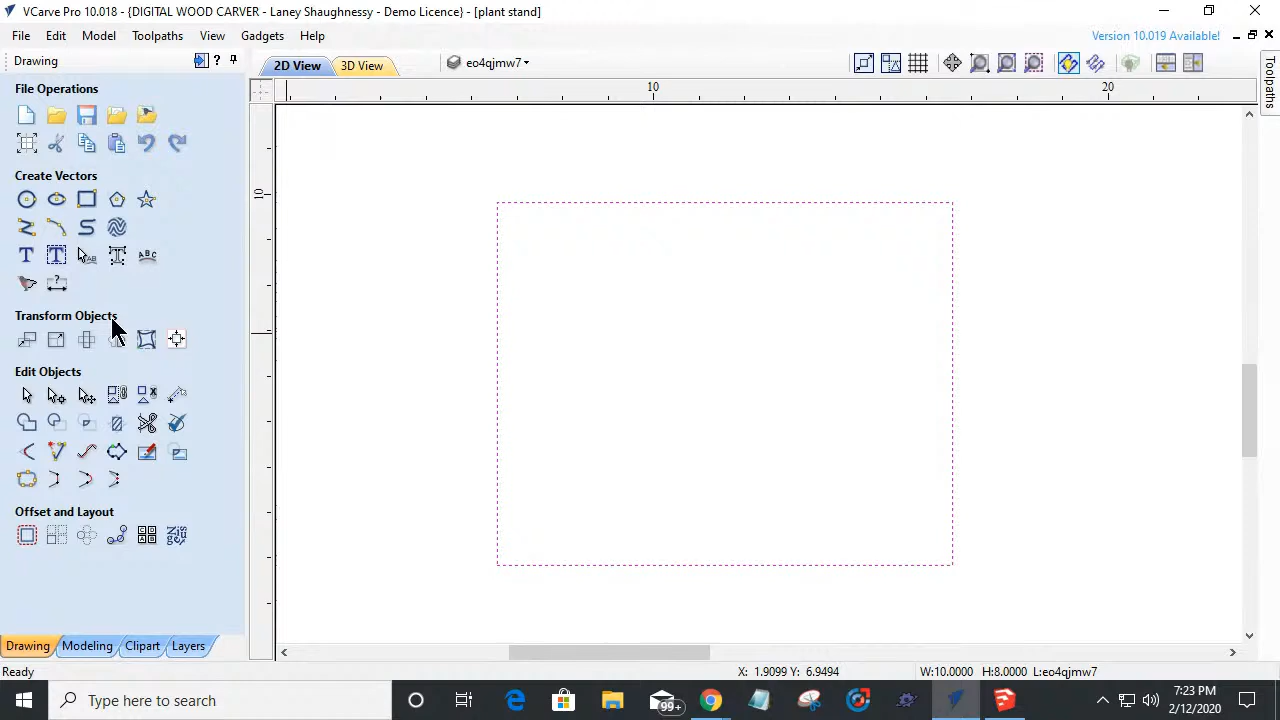 VCarve Pro 10.018 - {DIGITAL WOOD CARVER - Laney Shaughnessy - Demo Licence} - [plant stand]
File Edit Model Toolpaths View Gadgets Help
Version 10.019 Available!
Drawing
?
2D View 3D View eo4qjmw7
Toolpaths
File Operations
10 20
10
Create Vectors
T T AB T ABC
?
Transform Objects
Edit Objects
Offset and Layout
Drawing Modeling Clipart Layers
Ready
X: 1.9099 Y: 6.9494
W:10.0000 H:8.0000 L:eo4qjmw7
Type here to search
99+
7:23 PM
2/12/2020